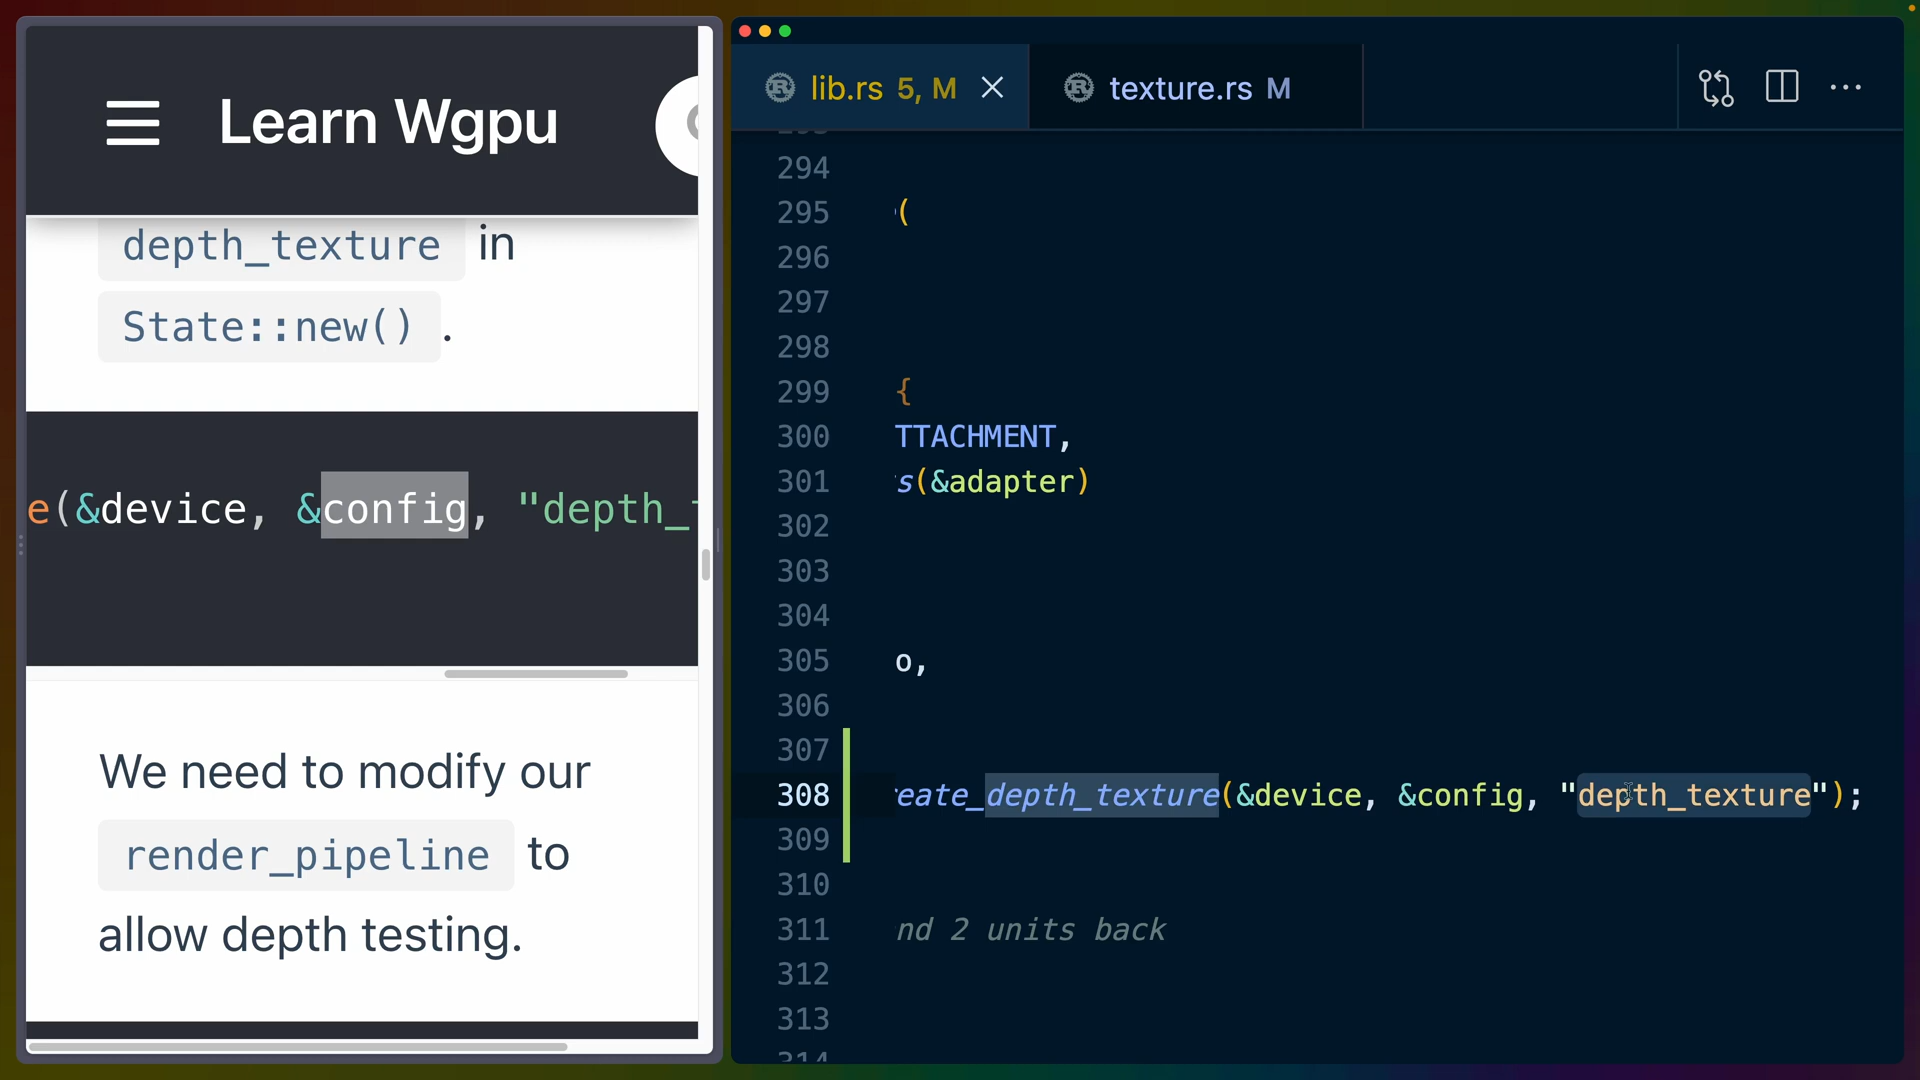 Learn Wgpu
depth_texture in
State::new() .
e(&device, &config, "depth_
We need to modify our
render_pipeline to
allow depth testing.
lib.rs 5, M
texture.rs M
294
295 (
296
297
298
299 {
300 TTACHMENT,
301 s(&adapter)
302
303
304
305 o,
306
307
308 eate_depth_texture(&device, &config, "depth_texture");
309
310
311 nd 2 units back
312
313
314